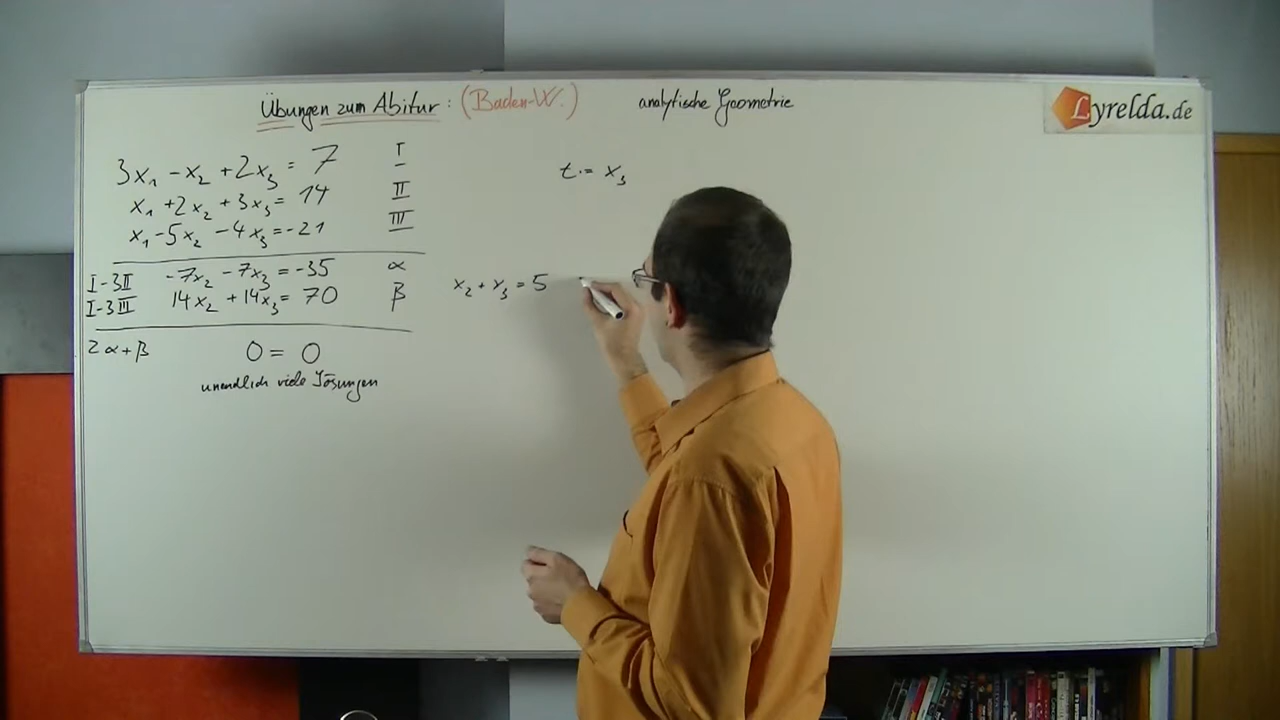 Übungen zum Abitur: (Baden-W.) analytische Geometrie
Lyrelda.de
3x₁ - x₂ + 2x₃ = 7 I
x₁ + 2x₂ + 3x₃ = 14 II
x₁ - 5x₂ - 4x₃ = -21 III
I-3II -7x₂ - 7x₃ = -35 α
I-3III 14x₂ + 14x₃ = 70 β
2α+β 0 = 0
unendlich viele Lösungen
t := x₃
x₂ + x₃ = 5